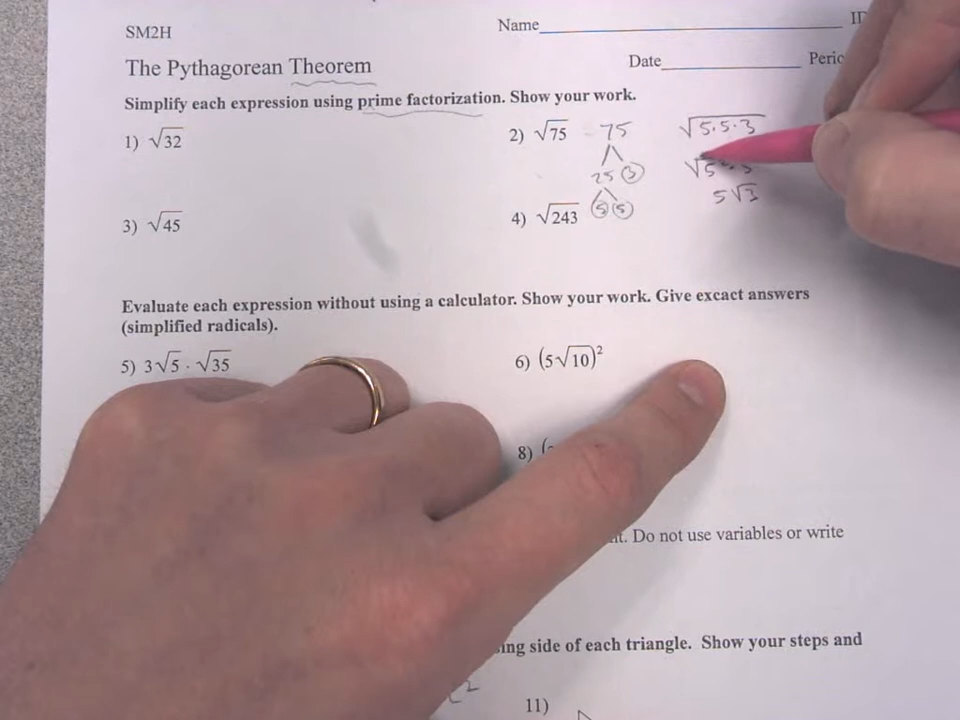 SM2H
Name
The Pythagorean Theorem
Date
Simplify each expression using prime factorization. Show your work.
1) √32
2) √75
75
25 3
5 5
√5·5·3
5√3
3) √45
4) √243
Evaluate each expression without using a calculator. Show your work. Give excact answers
(simplified radicals).
5) 3√5 · √35
6) (5√10)²
8) (
Do not use variables or write
side of each triangle. Show your steps and
11)